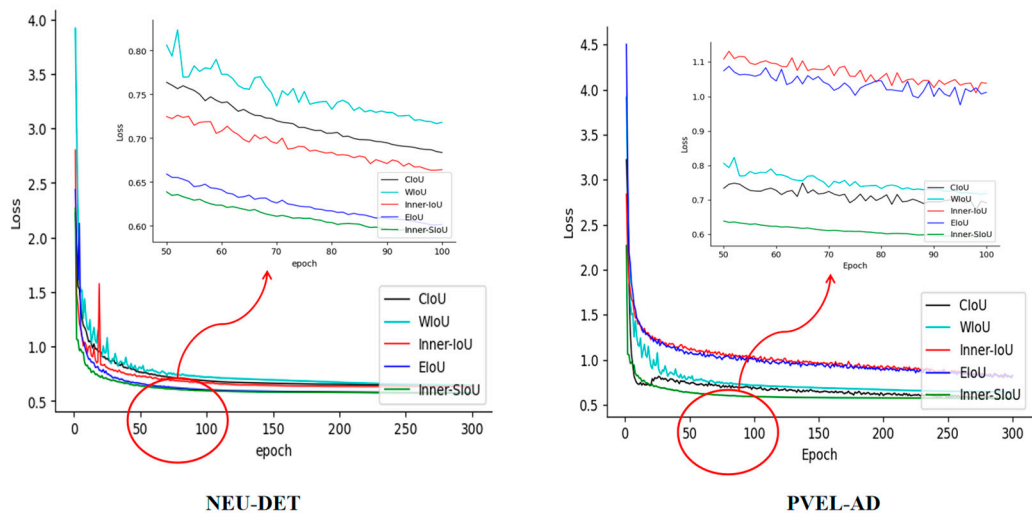 4.0
3.5
3.0
2.5
2.0
1.5
1.0
0.5
Loss
0
50
100
150
200
250
300
epoch
0.80
0.75
0.70
0.65
0.60
Loss
50
60
70
80
90
100
epoch
CIoU
WIoU
Inner-IoU
EIoU
Inner-SIoU
CIoU
WIoU
Inner-IoU
EIoU
Inner-SIoU
NEU-DET
4.5
4.0
3.5
3.0
2.5
2.0
1.5
1.0
0.5
Loss
0
50
100
150
200
250
300
Epoch
1.1
1.0
0.9
0.8
0.7
0.6
Loss
50
60
70
80
90
100
Epoch
CIoU
WIoU
Inner-IoU
EIoU
Inner-SIoU
CIoU
WIoU
Inner-IoU
EIoU
Inner-SIoU
PVEL-AD